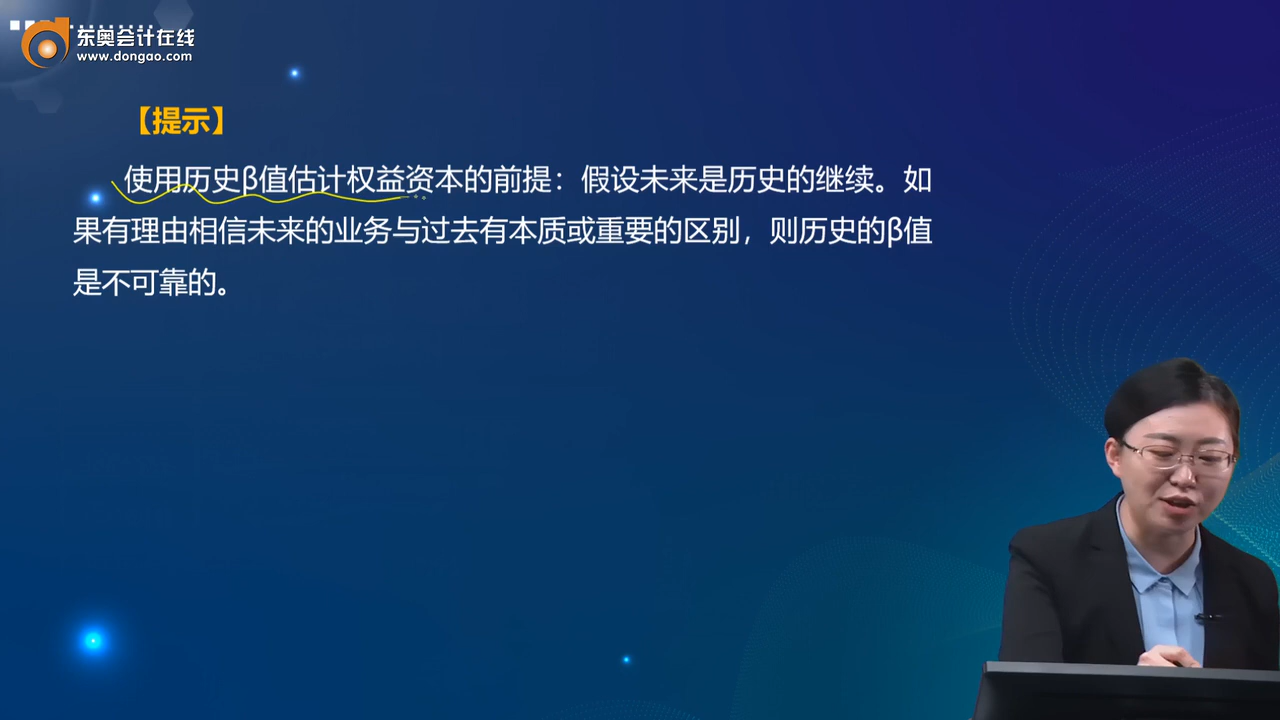 东奥会计在线
www.dongao.com
【提示】
使用历史β值估计权益资本的前提：假设未来是历史的继续。如
果有理由相信未来的业务与过去有本质或重要的区别，则历史的β值
是不可靠的。